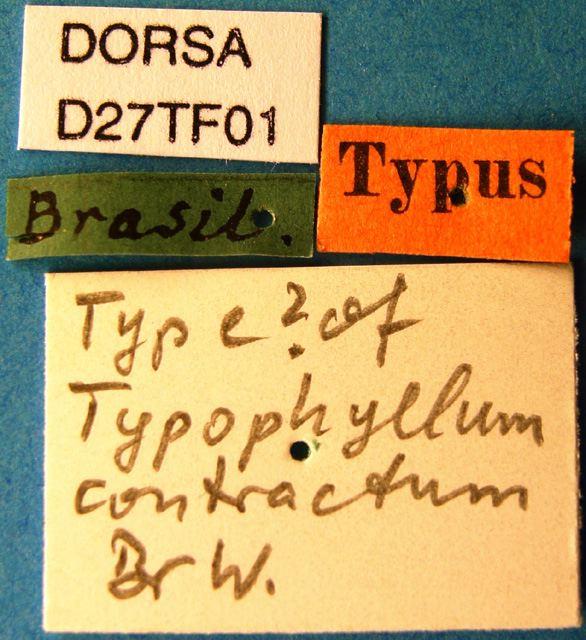 DORSA
D27TF01
Typus
Brasil.
Type? of
Typophyllum
contractum
Br W.